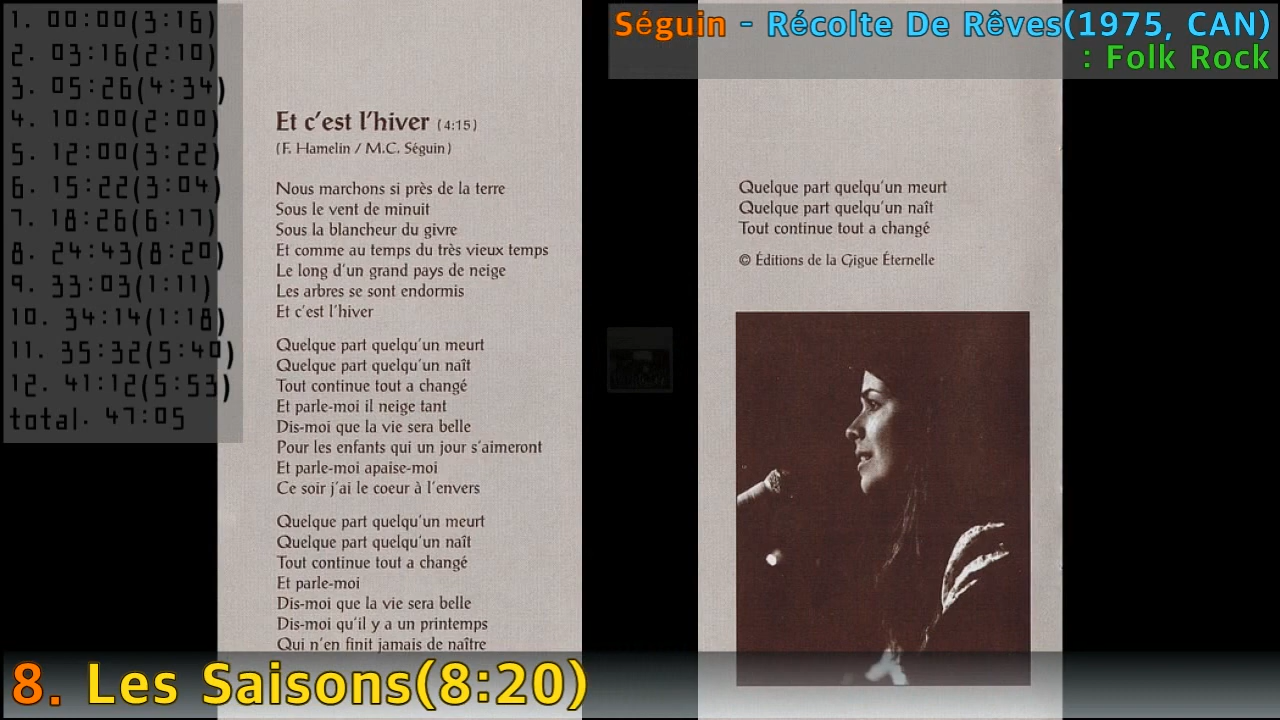 1. 00:00(3:16)
2. 03:16(2:10)
3. 05:26(4:34)
4. 10:00(2:00)
5. 12:00(3:22)
6. 15:22(3:04)
7. 18:26(6:17)
8. 24:43(8:20)
9. 33:03(1:11)
10. 34:14(1:18)
11. 35:32(5:40)
12. 41:12(5:53)
total. 47:05
Séguin - Récolte De Rêves(1975, CAN)
: Folk Rock
Et c'est l'hiver (4:15)
(F. Hamelin / M.C. Séguin)
Nous marchons si près de la terre
Sous le vent de minuit
Sous la blancheur du givre
Et comme au temps du très vieux temps
Le long d'un grand pays de neige
Les arbres se sont endormis
Et c'est l'hiver
Quelque part quelqu'un meurt
Quelque part quelqu'un naît
Tout continue tout a changé
Et parle-moi il neige tant
Dis-moi que la vie sera belle
Pour les enfants qui un jour s'aimeront
Et parle-moi apaise-moi
Ce soir j'ai le coeur à l'envers
Quelque part quelqu'un meurt
Quelque part quelqu'un naît
Tout continue tout a changé
Et parle-moi
Dis-moi que la vie sera belle
Dis-moi qu'il y a un printemps
Qui n'en finit jamais de naître
Quelque part quelqu'un meurt
Quelque part quelqu'un naît
Tout continue tout a changé
© Éditions de la Gigue Éternelle
8. Les Saisons(8:20)